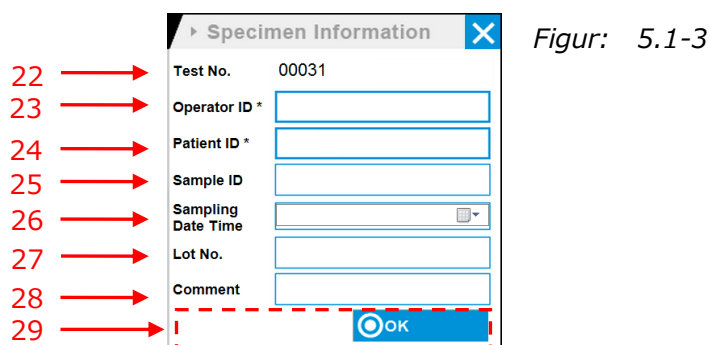 Specimen Information
Figur: 5.1-3
22 Test No. 00031
23 Operator ID *
24 Patient ID *
25 Sample ID
26 Sampling
Date Time
27 Lot No.
28 Comment
29 OK